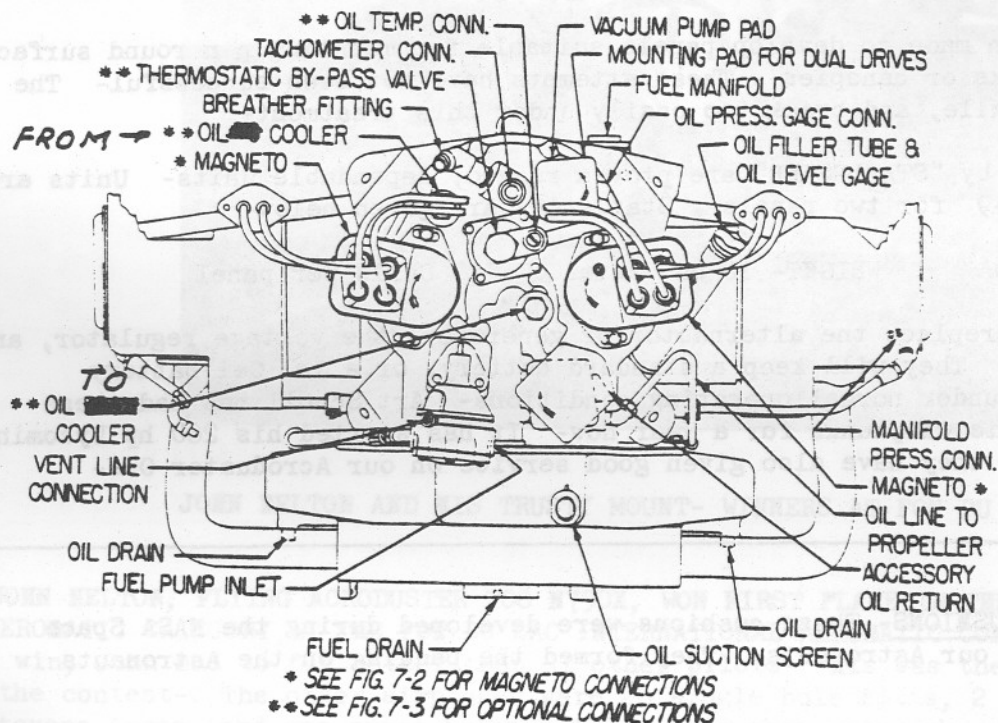 ** OIL TEMP. CONN.
VACUUM PUMP PAD
TACHOMETER CONN.
MOUNTING PAD FOR DUAL DRIVES
** THERMOSTATIC BY-PASS VALVE
FUEL MANIFOLD
BREATHER FITTING
OIL PRESS. GAGE CONN.
FROM → ** OIL COOLER
OIL FILLER TUBE &
OIL LEVEL GAGE
* MAGNETO
TO
** OIL
COOLER
VENT LINE
CONNECTION
MANIFOLD
PRESS. CONN.
MAGNETO *
OIL LINE TO
PROPELLER
ACCESSORY
OIL RETURN
OIL DRAIN
FUEL PUMP INLET
OIL DRAIN
FUEL DRAIN
OIL SUCTION SCREEN
* SEE FIG. 7-2 FOR MAGNETO CONNECTIONS
** SEE FIG. 7-3 FOR OPTIONAL CONNECTIONS